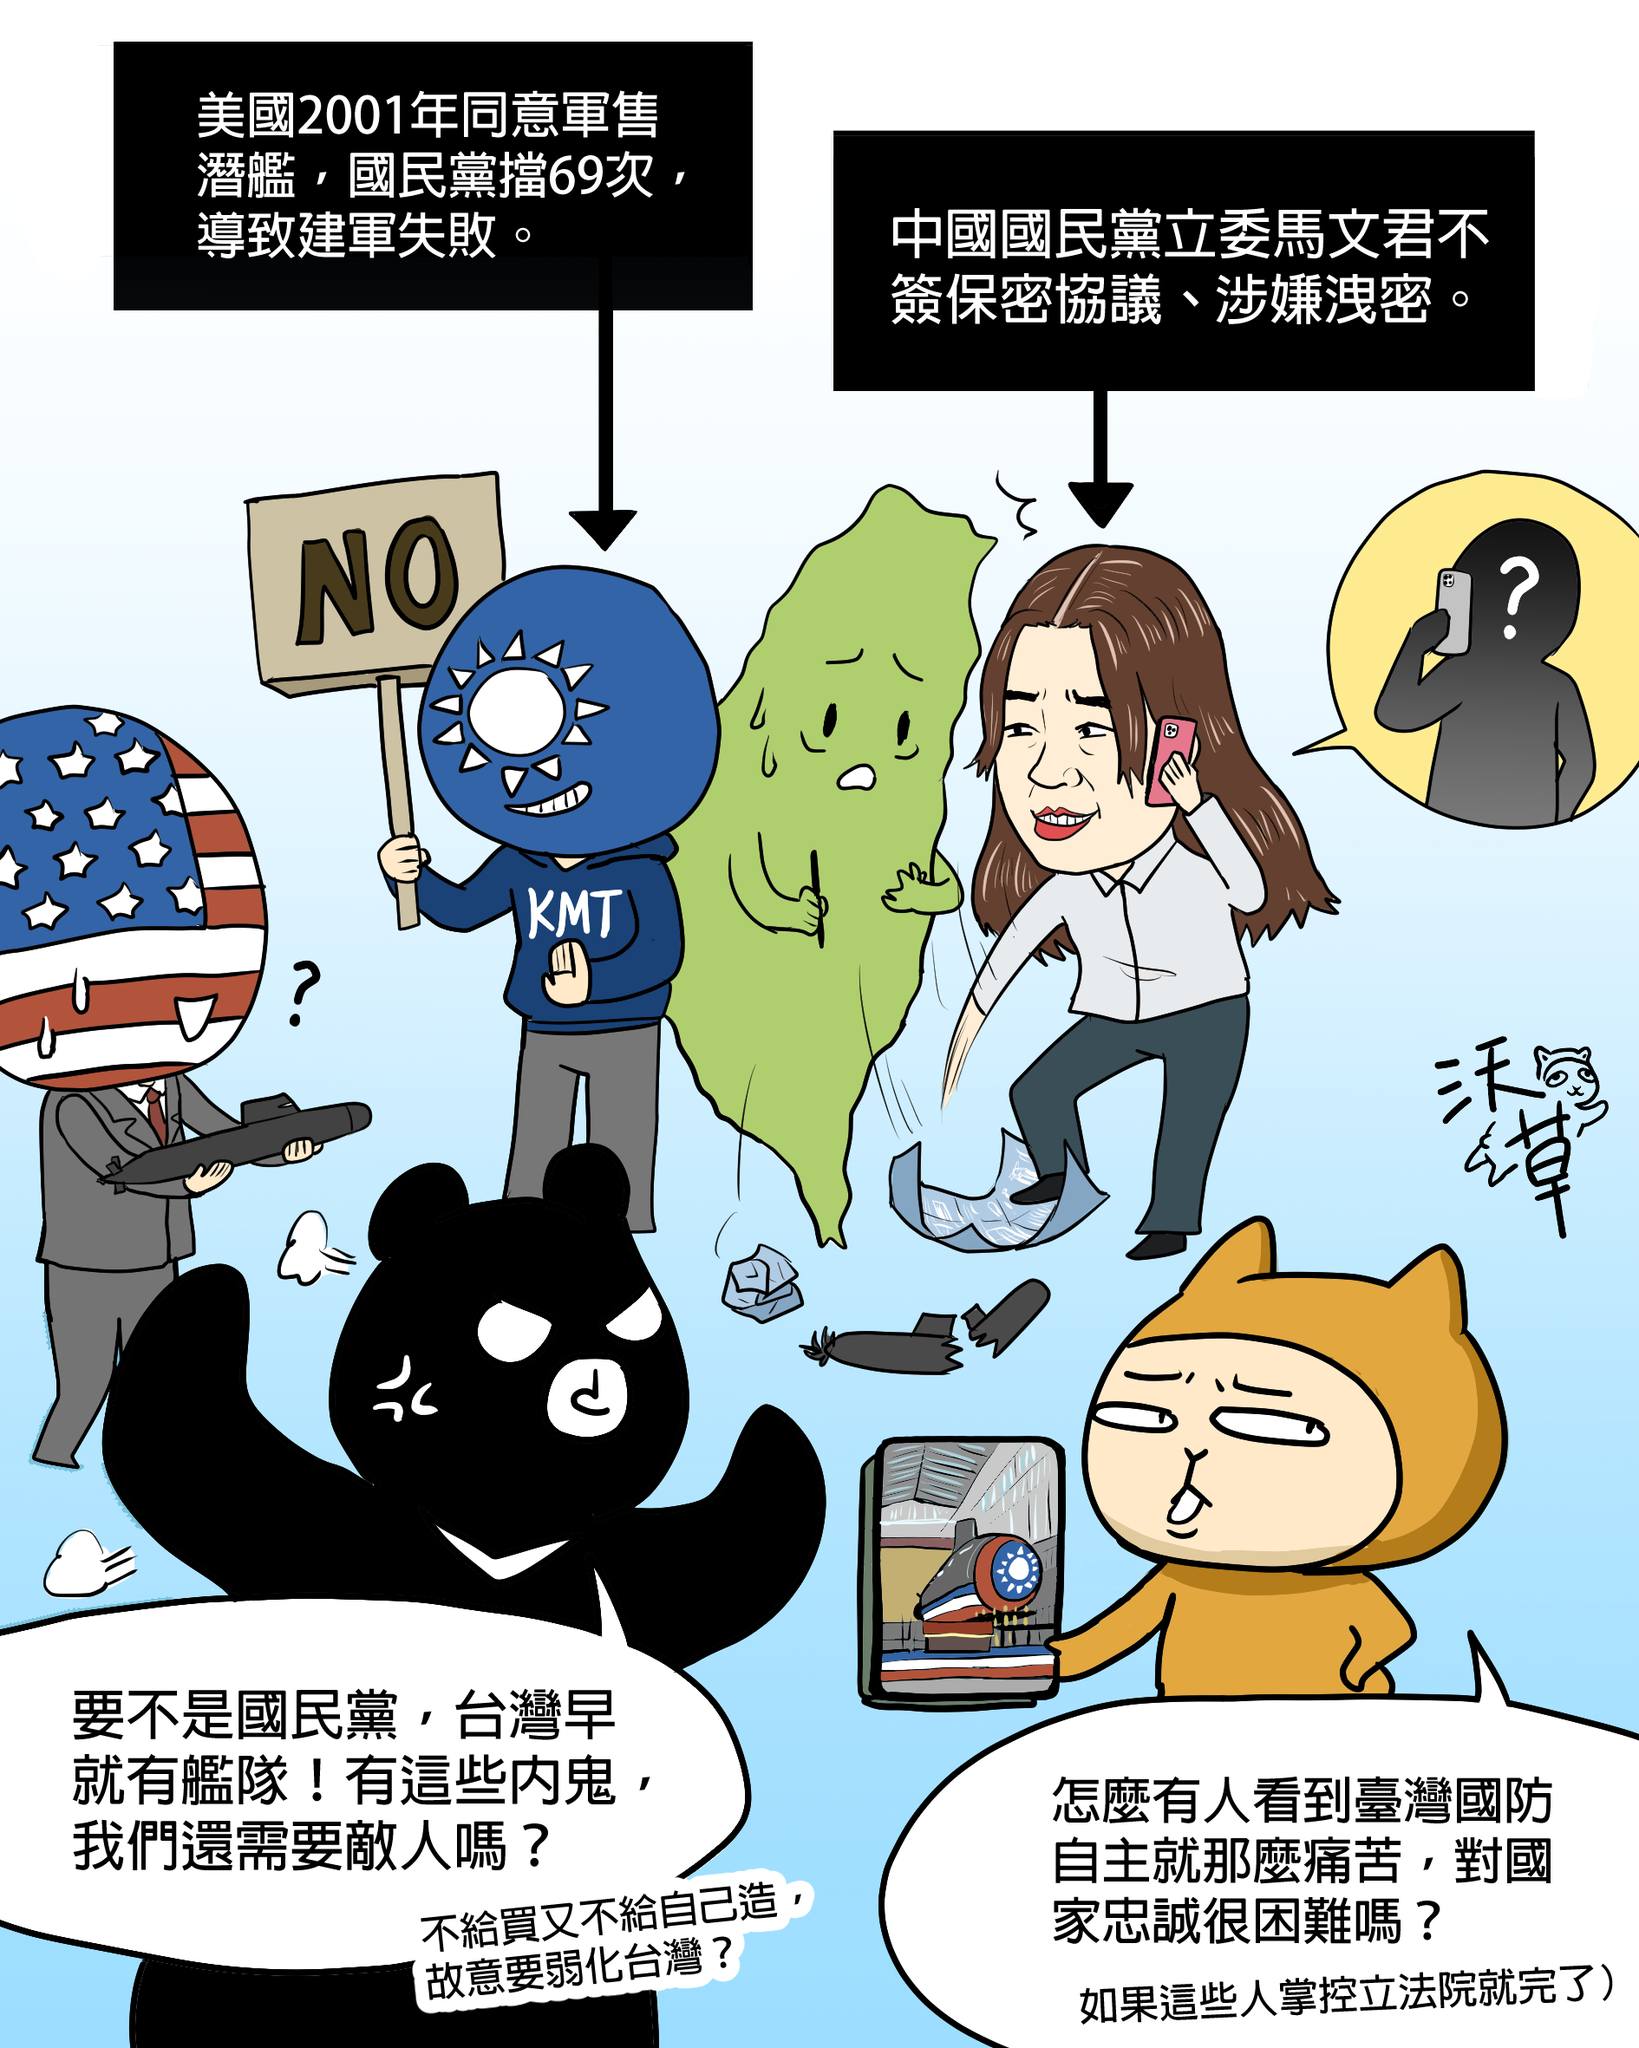 美國2001年同意軍售
潛艦，國民黨擋69次，
導致建軍失敗。
中國國民黨立委馬文君不
簽保密協議、涉嫌洩密。
NO
?
KMT
?
沃草
要不是國民黨，台灣早
就有艦隊！有這些內鬼，
我們還需要敵人嗎？
不給買又不給自己造，
故意要弱化台灣？
怎麼有人看到臺灣國防
自主就那麼痛苦，對國
家忠誠很困難嗎？
如果這些人掌控立法院就完了）